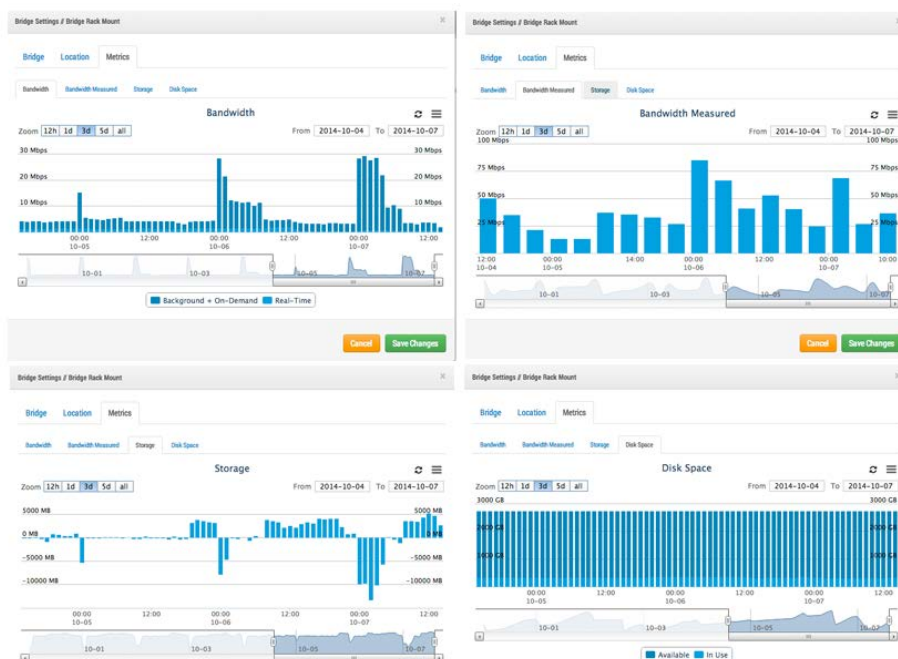 Bridge Settings // Bridge Rack Mount
Bridge Location Metrics
Bandwidth Bandwidth Measured Storage Disk Space
Bandwidth
Zoom 12h 1d 3d 5d all From 2014-10-04 To 2014-10-07
30 Mbps 30 Mbps
20 Mbps 20 Mbps
10 Mbps 10 Mbps
00:00 12:00 00:00 12:00 00:00 12:00
10-05 10-06 10-07
10-01 10-03 10-05 10-07
Background + On-Demand Real-Time
Cancel Save Changes
Bridge Settings // Bridge Rack Mount
Bridge Location Metrics
Bandwidth Bandwidth Measured Storage Disk Space
Bandwidth Measured
Zoom 12h 1d 3d 5d all From 2014-10-04 To 2014-10-07
100 Mbps 100 Mbps
75 Mbps 75 Mbps
50 Mbps 50 Mbps
25 Mbps 25 Mbps
12:00 00:00 14:00 00:00 12:00 00:00 10:00
10-04 10-05 10-06 10-07
10-01 10-03 10-05 10-07
Cancel Save Changes
Bridge Settings // Bridge Rack Mount
Bridge Location Metrics
Bandwidth Bandwidth Measured Storage Disk Space
Storage
Zoom 12h 1d 3d 5d all From 2014-10-04 To 2014-10-07
5000 MB 5000 MB
0 MB 0 MB
-5000 MB -5000 MB
-10000 MB -10000 MB
00:00 12:00 00:00 12:00 00:00 12:00
10-05 10-06 10-07
10-01 10-03 10-05 10-07
Bridge Settings // Bridge Rack Mount
Bridge Location Metrics
Bandwidth Bandwidth Measured Storage Disk Space
Disk Space
Zoom 12h 1d 3d 5d all From 2014-10-04 To 2014-10-07
3000 GB 3000 GB
2000 GB 2000 GB
1000 GB 1000 GB
00:00 12:00 00:00 12:00 00:00 12:00
10-05 10-06 10-07
10-01 10-03 10-05 10-07
Available In Use